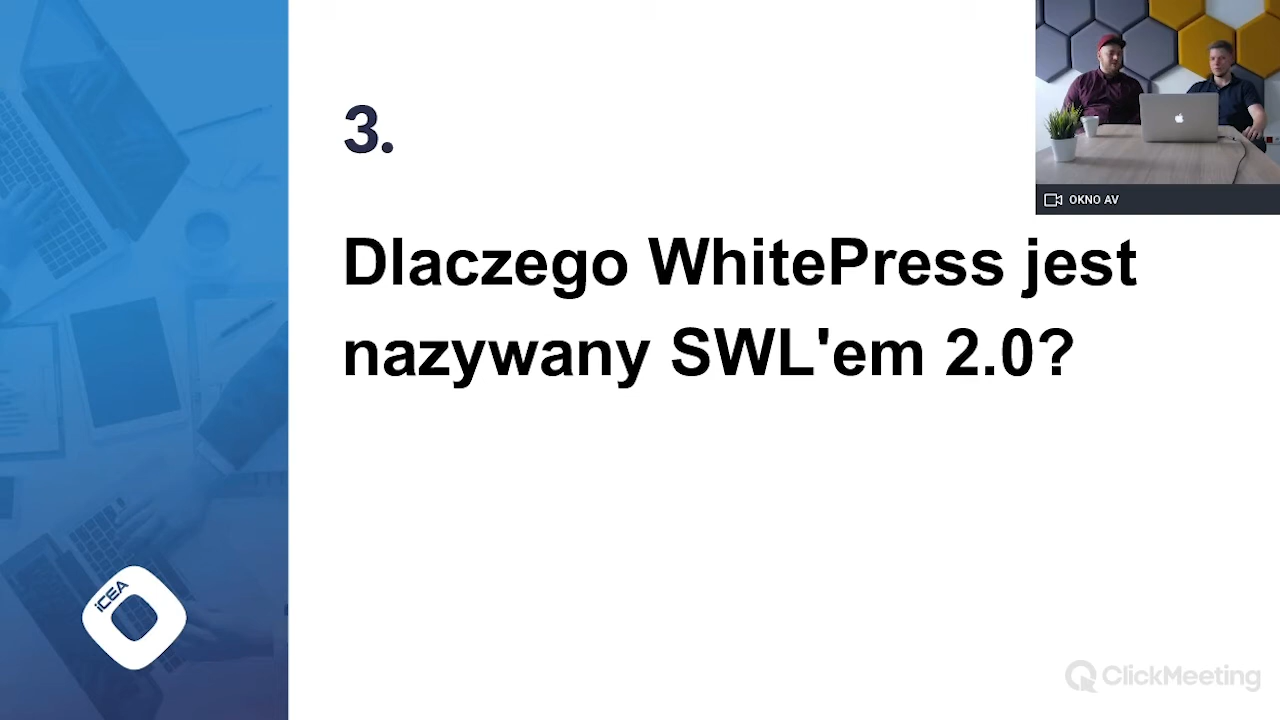 3.
Dlaczego WhitePress jest
nazywany SWL'em 2.0?
OKNO AV
iCEA
ClickMeeting